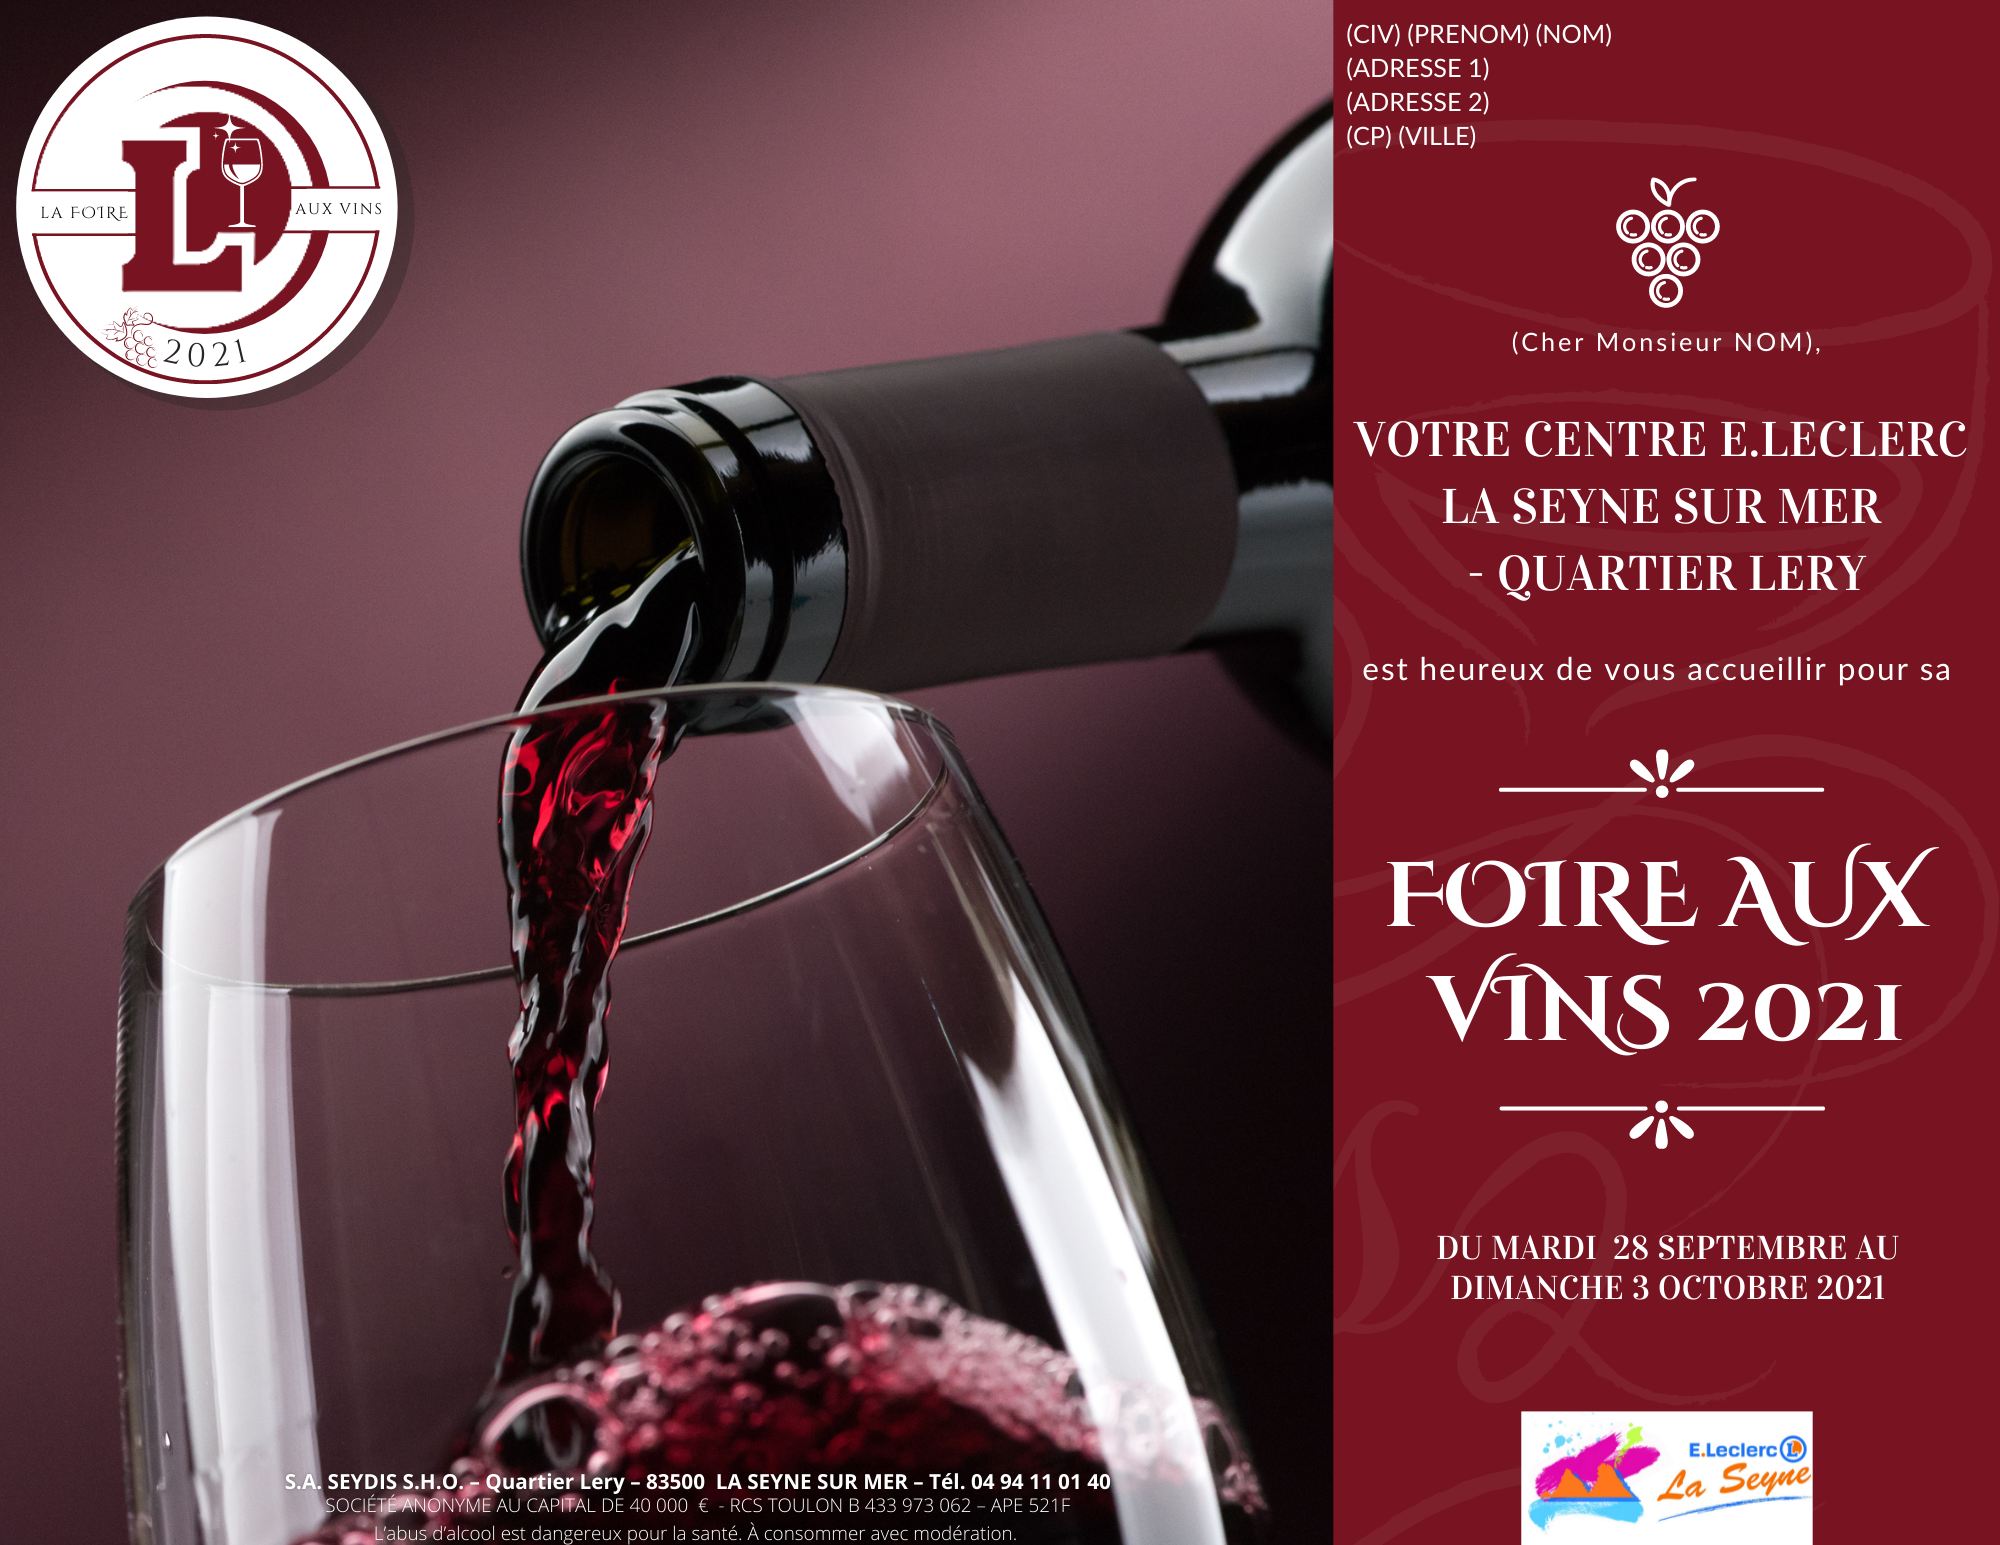 LA FOIRE
AUX VINS
L
2021
(CIV) (PRENOM) (NOM)
(ADRESSE 1)
(ADRESSE 2)
(CP) (VILLE)
(Cher Monsieur NOM),
VOTRE CENTRE E.LECLERC
LA SEYNE SUR MER
- QUARTIER LERY
est heureux de vous accueillir pour sa
FOIRE AUX
VINS 2021
DU MARDI  28 SEPTEMBRE AU
DIMANCHE 3 OCTOBRE 2021
E.Leclerc L
La Seyne
S.A. SEYDIS S.H.O. – Quartier Lery – 83500  LA SEYNE SUR MER – Tél. 04 94 11 01 40
SOCIÉTÉ ANONYME AU CAPITAL DE 40 000  €  - RCS TOULON B 433 973 062 – APE 521F
L'abus d'alcool est dangereux pour la santé. À consommer avec modération.